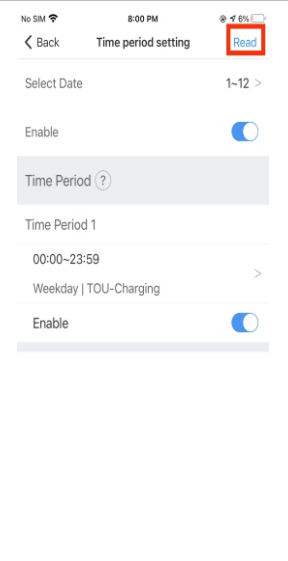 No SIM 8:00 PM 6%
Back Time period setting Read
Select Date 1~12 >
Enable
Time Period ?
Time Period 1
00:00~23:59
Weekday | TOU-Charging
Enable